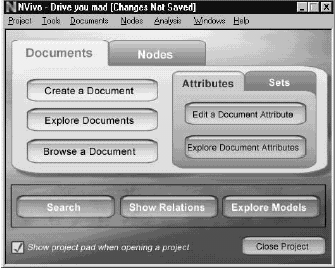 NVivo - Drive you mad [Changes Not Saved]
Project Tools Documents Nodes Analysis Windows Help
Documents Nodes
Attributes Sets
Create a Document
Edit a Document Attribute
Explore Documents
Explore Document Attributes
Browse a Document
Search Show Relations Explore Models
Show project pad when opening a project
Close Project